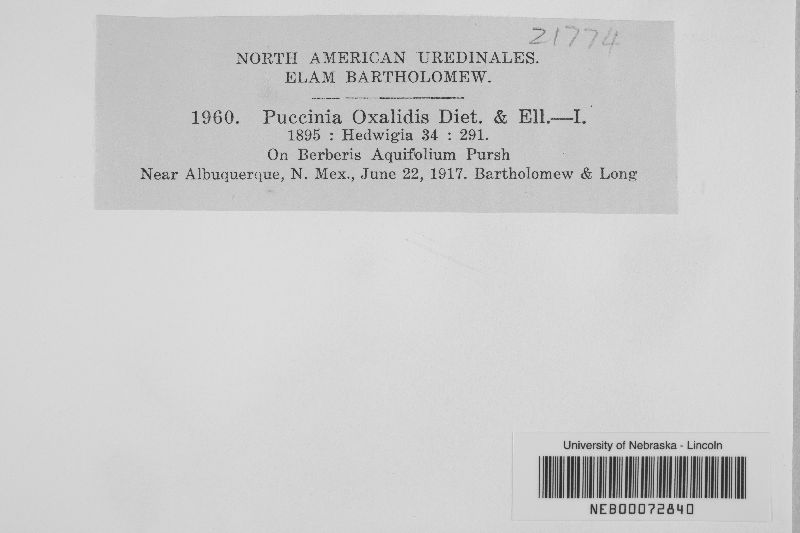 21774
NORTH AMERICAN UREDINALES.
ELAM BARTHOLOMEW.
1960. Puccinia Oxalidis Diet. & Ell.—I.
1895 : Hedwigia 34 : 291.
On Berberis Aquifolium Pursh
Near Albuquerque, N. Mex., June 22, 1917. Bartholomew & Long
University of Nebraska - Lincoln
NEB00072840